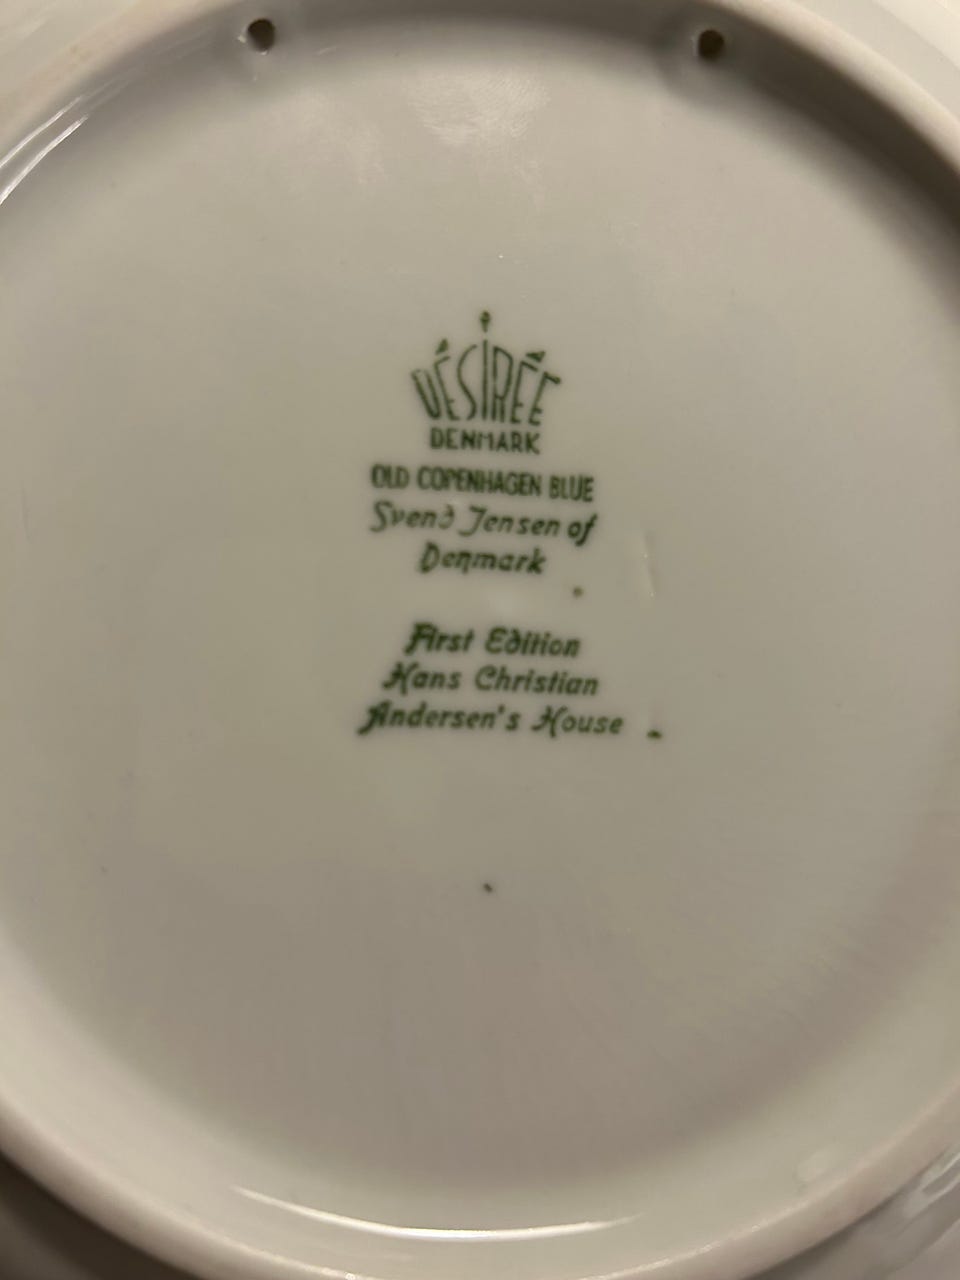 DÉSIRÉE
DENMARK
OLD COPENHAGEN BLUE
Svend Jensen of
Denmark
First Edition
Hans Christian
Andersen's House